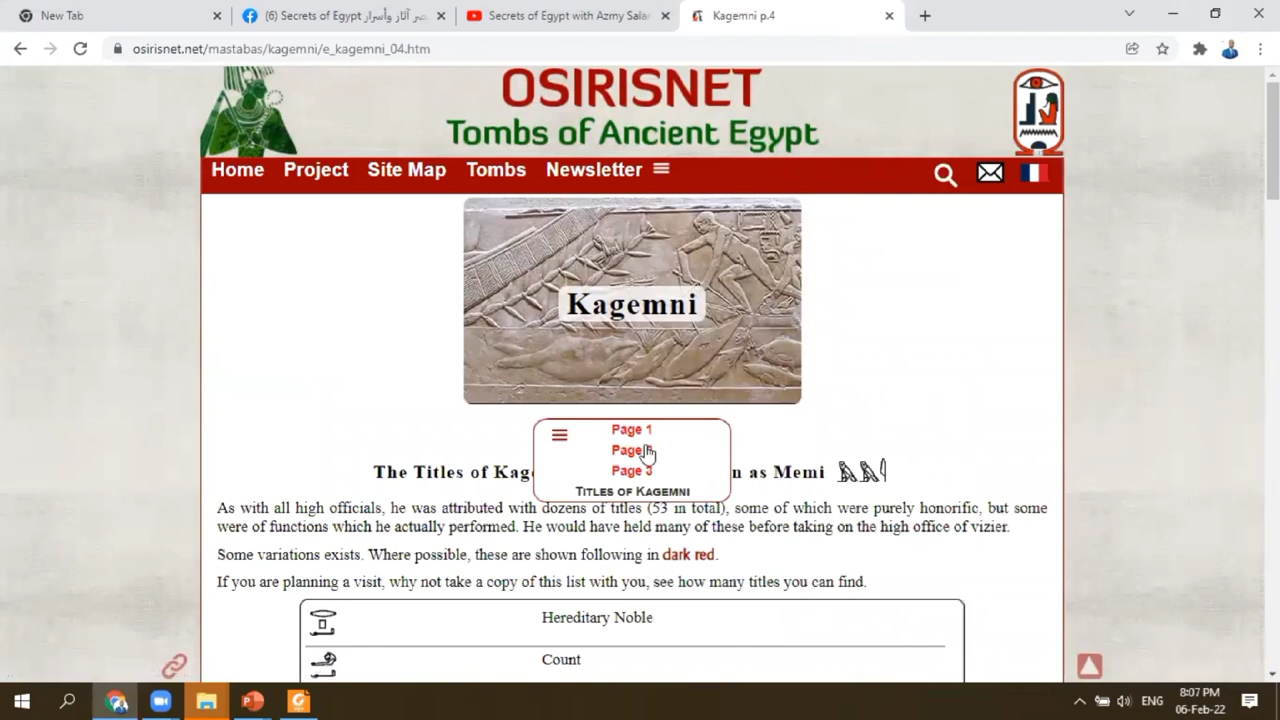 New Tab
(6) Secrets of Egypt مصر آثار وأسرار
Secrets of Egypt with Azmy Salar
Kagemni p.4
osirisnet.net/mastabas/kagemni/e_kagemni_04.htm
OSIRISNET
Tombs of Ancient Egypt
Home Project Site Map Tombs Newsletter
Kagemni
Page 1
Page
Page 3
TITLES OF KAGEMNI
The Titles of Kag n as Memi
As with all high officials, he was attributed with dozens of titles (53 in total), some of which were purely honorific, but some
were of functions which he actually performed. He would have held many of these before taking on the high office of vizier.
Some variations exists. Where possible, these are shown following in dark red.
If you are planning a visit, why not take a copy of this list with you, see how many titles you can find.
Hereditary Noble
Count
ENG
8:07 PM
06-Feb-22